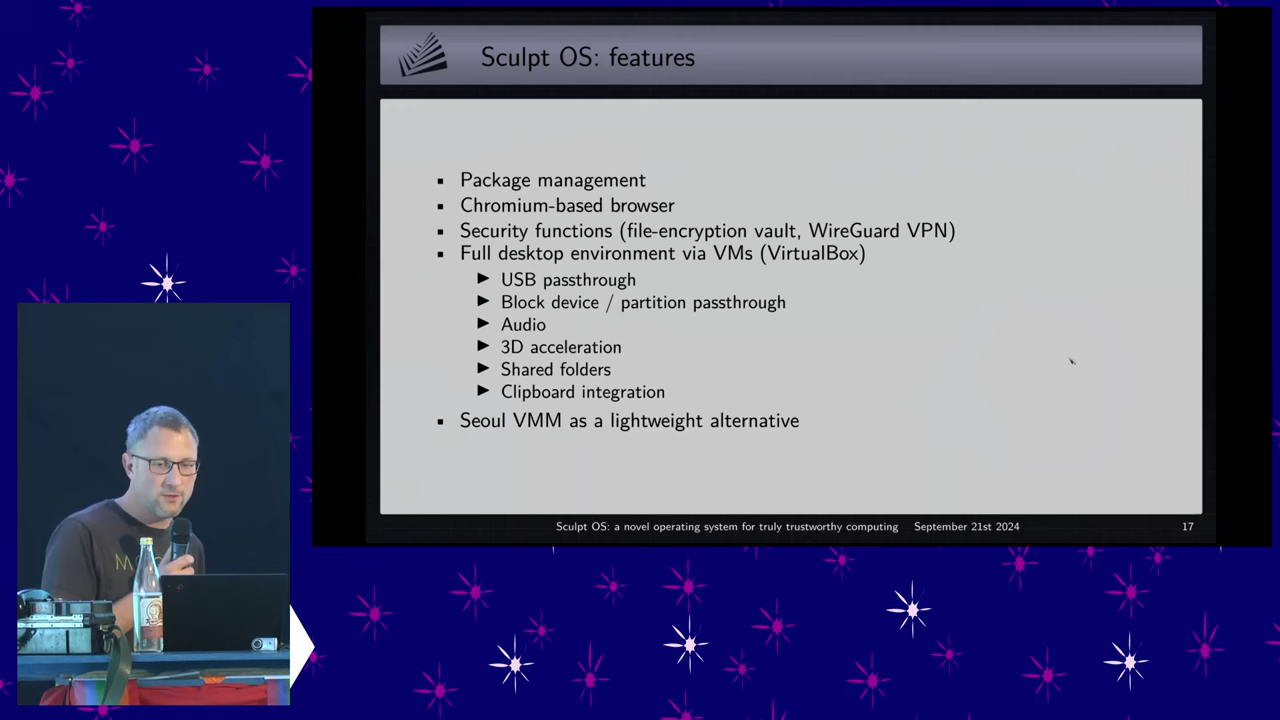 Sculpt OS: features
Package management
Chromium-based browser
Security functions (file-encryption vault, WireGuard VPN)
Full desktop environment via VMs (VirtualBox)
USB passthrough
Block device / partition passthrough
Audio
3D acceleration
Shared folders
Clipboard integration
Seoul VMM as a lightweight alternative
Sculpt OS: a novel operating system for truly trustworthy computing September 21st 2024 17